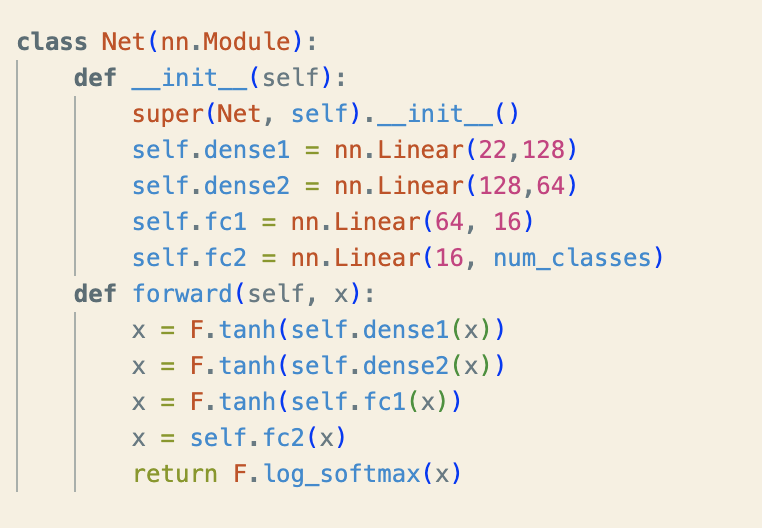 class Net(nn.Module):
    def __init__(self):
        super(Net, self).__init__()
        self.dense1 = nn.Linear(22,128)
        self.dense2 = nn.Linear(128,64)
        self.fc1 = nn.Linear(64, 16)
        self.fc2 = nn.Linear(16, num_classes)
    def forward(self, x):
        x = F.tanh(self.dense1(x))
        x = F.tanh(self.dense2(x))
        x = F.tanh(self.fc1(x))
        x = self.fc2(x)
        return F.log_softmax(x)